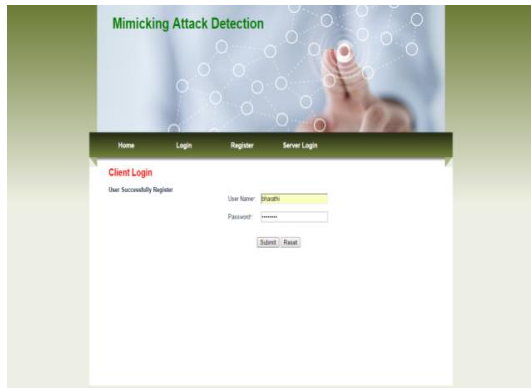 Mimicking Attack Detection
Home Login Register Server Login
Client Login
User Successfully Register
User Name: bharathi
Password: ••••••••
Submit Reset